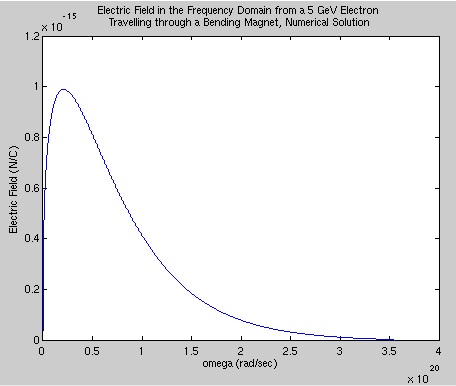 Electric Field in the Frequency Domain from a 5 GeV Electron
x 10 -15
Travelling through a Bending Magnet, Numerical Solution
1.2
1
0.8
0.6
0.4
0.2
0
Electric Field (N/C)
0 0.5 1 1.5 2 2.5 3 3.5 4
omega (rad/sec)
x 10 20